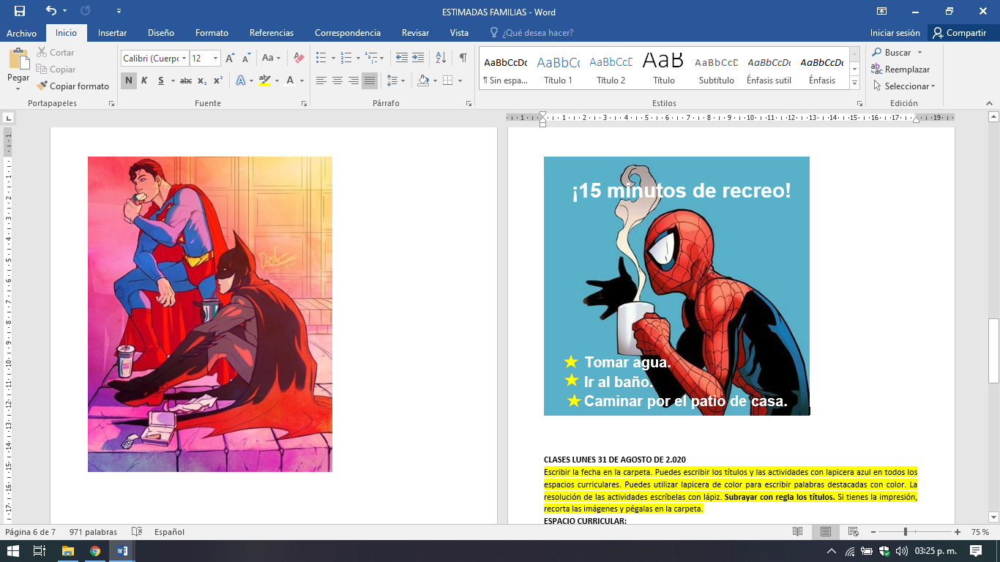 ESTIMADAS FAMILIAS - Word
Archivo Inicio Insertar Diseño Formato Referencias Correspondencia Revisar Vista ¿Qué desea hacer? Iniciar sesión Compartir
Pegar
Cortar
Copiar
Copiar formato
Portapapeles
Calibri (Cuerpo 12
N K S abc x₂ x²
Fuente
Párrafo
AaBbCcDc AaBbCc AaBbCcD AaB AaBbCcD AaBbCcDc AaBbCcDc
¶ Sin espa... Título 1 Título 2 Título Subtítulo Énfasis sutil Énfasis
Estilos
Buscar
Reemplazar
Seleccionar
Edición
¡15 minutos de recreo!
Tomar agua.
Ir al baño.
Caminar por el patio de casa.
CLASES LUNES 31 DE AGOSTO DE 2.020
Escribir la fecha en la carpeta. Puedes escribir los títulos y las actividades con lapicera azul en todos los
espacios curriculares. Puedes utilizar lapicera de color para escribir palabras destacadas con color. La
resolución de las actividades escríbelas con lápiz. Subrayar con regla los títulos. Si tienes la impresión,
recorta las imágenes y pégalas en la carpeta.
ESPACIO CURRICULAR:
Página 6 de 7 971 palabras Español 75 %
03:25 p. m.